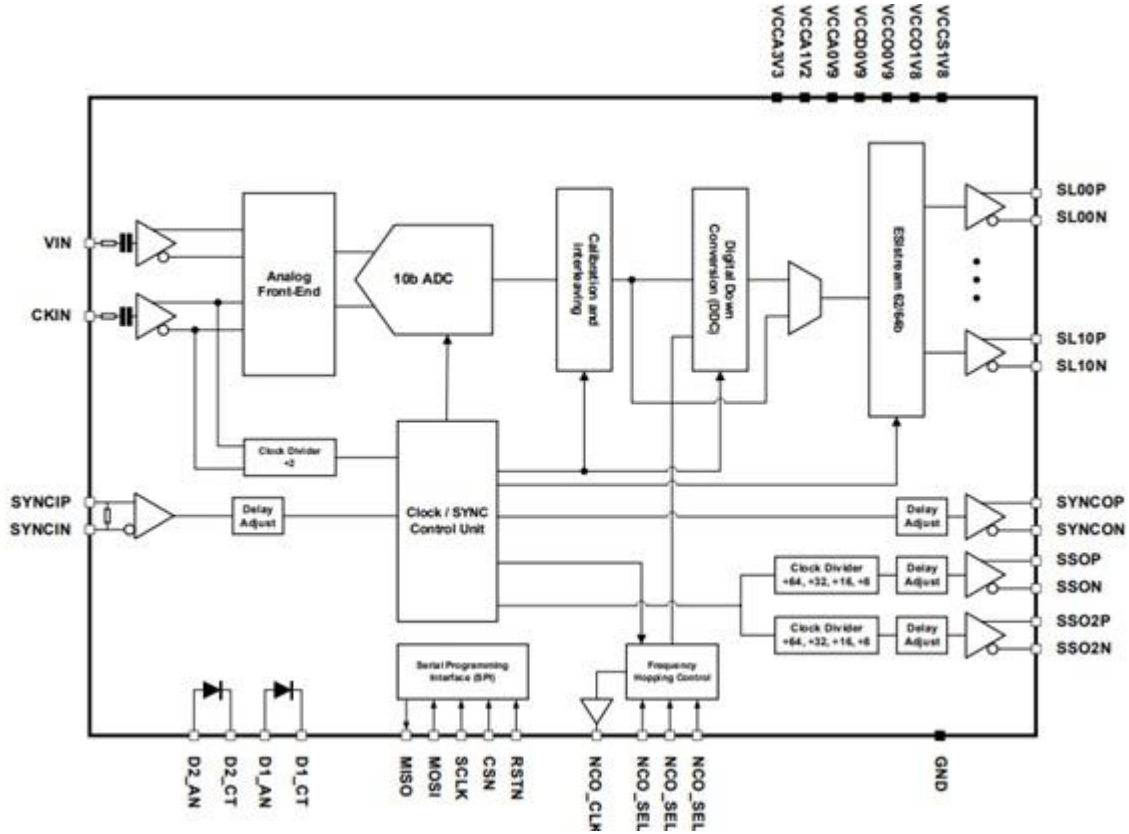 VCCA3V3
VCCA1V2
VCCA0V9
VCCD0V9
VCCO0V9
VCCO1V8
VCCS1V8
VIN
CKIN
Analog
Front-End
10b ADC
Calibration and
interleaving
Digital Down
Conversion (DDC)
ESIstream 62/64b
SL00P
SL00N
SL10P
SL10N
Clock Divider
÷2
SYNCIP
SYNCIN
Delay
Adjust
Clock / SYNC
Control Unit
Delay
Adjust
SYNCOP
SYNCON
Clock Divider
÷64, ÷32, ÷16, ÷8
Delay
Adjust
SSOP
SSON
Clock Divider
÷64, ÷32, ÷16, ÷8
Delay
Adjust
SSO2P
SSO2N
Serial Programming
Interface (SPI)
Frequency
Hopping Control
D2_AN
D2_CT
D1_AN
D1_CT
MISO
MOSI
SCLK
CSN
RSTN
NCO_CLK
NCO_SEL
NCO_SEL
NCO_SEL
GND